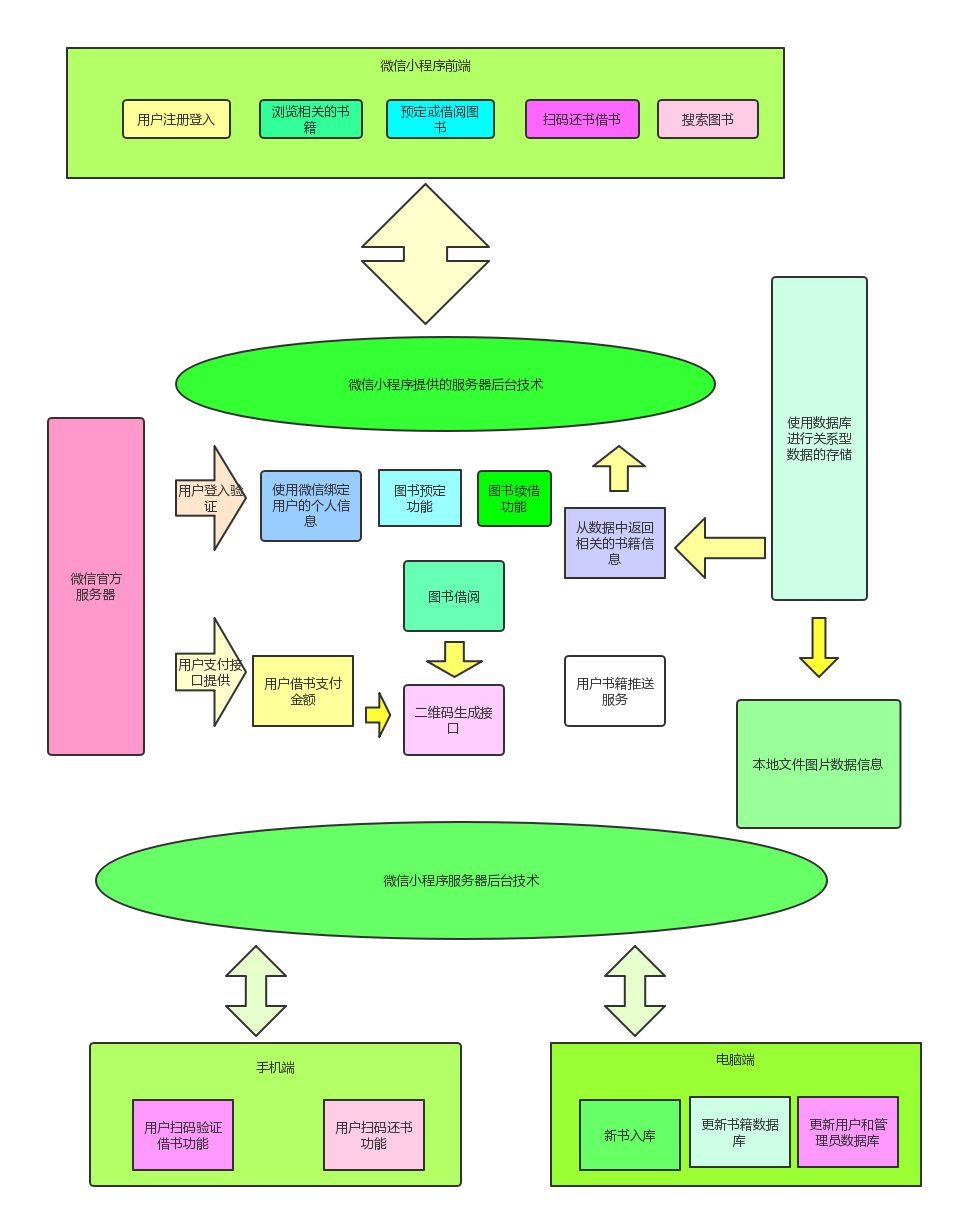 微信小程序前端
用户注册登入
浏览相关的书
籍
预定或借阅图
书
扫码还书借书
搜索图书
微信小程序提供的服务器后台技术
使用数据库
进行关系型
数据的存储
微信官方
服务器
用户登入验
证
使用微信绑定
用户的个人信
息
图书预定
功能
图书续借
功能
从数据中返回
相关的书籍信
息
图书借阅
用户支付接
口提供
用户借书支付
金额
二维码生成接
口
用户书籍推送
服务
本地文件图片数据信息
微信小程序服务器后台技术
手机端
用户扫码验证
借书功能
用户扫码还书
功能
电脑端
新书入库
更新书籍数据
库
更新用户和管
理员数据库